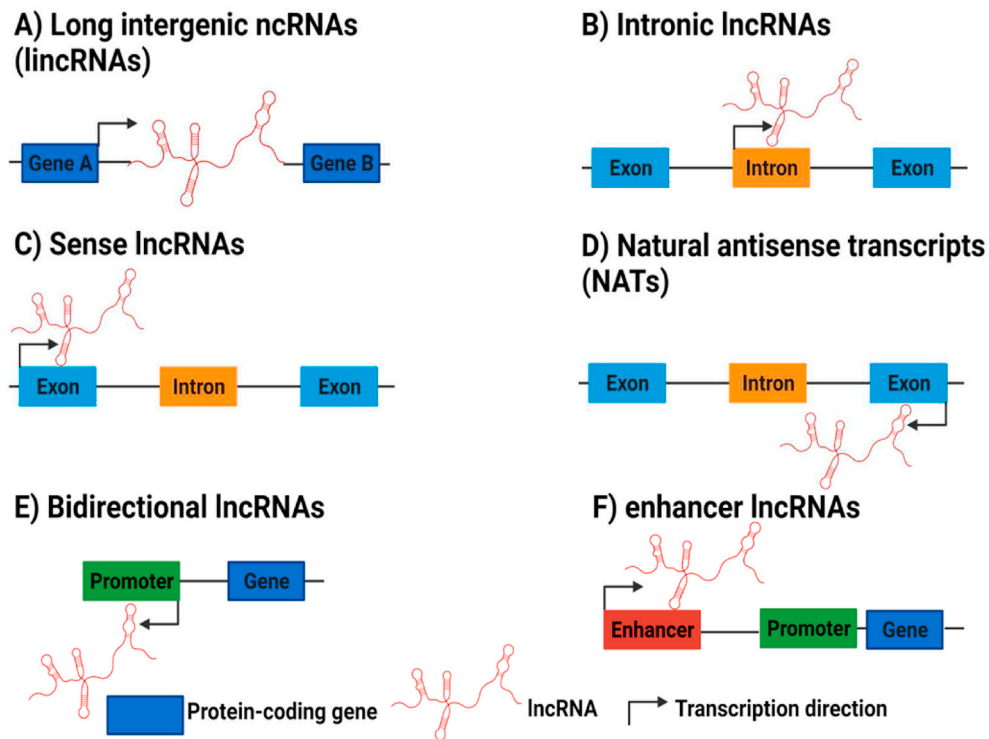 A) Long intergenic ncRNAs
(lincRNAs)
B) Intronic lncRNAs
Gene A
Gene B
Exon
Intron
Exon
C) Sense lncRNAs
D) Natural antisense transcripts
(NATs)
Exon
Intron
Exon
Exon
Intron
Exon
E) Bidirectional lncRNAs
F) enhancer lncRNAs
Promoter
Gene
Enhancer
Promoter
Gene
Protein-coding gene
lncRNA
Transcription direction